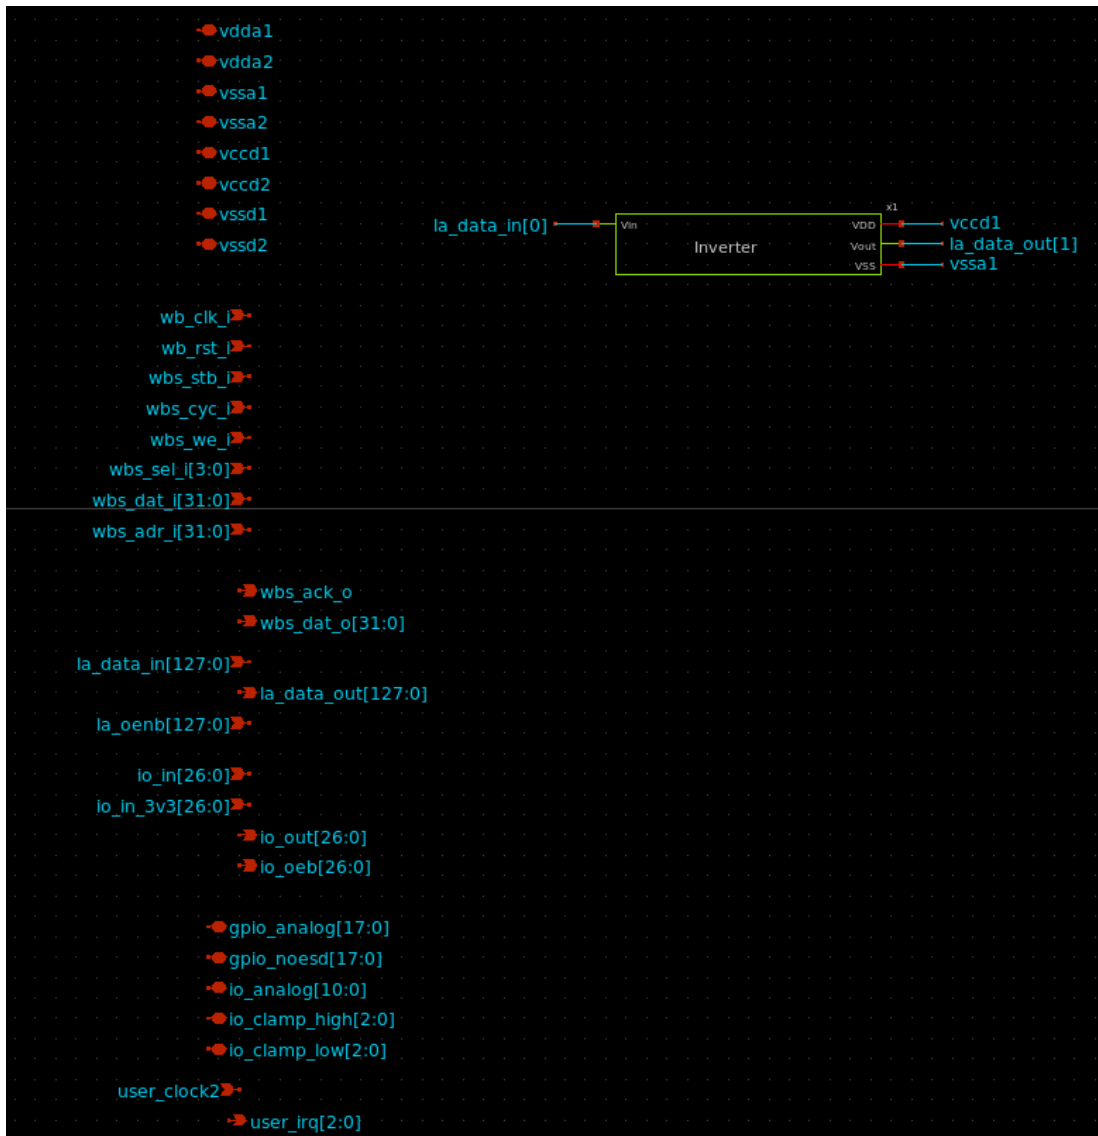 vdda1
vdda2
vssa1
vssa2
vccd1
vccd2
vssd1
vssd2
x1
la_data_in[0] Vin Inverter VDD vccd1
Vout la_data_out[1]
VSS vssa1
wb_clk_i
wb_rst_i
wbs_stb_i
wbs_cyc_i
wbs_we_i
wbs_sel_i[3:0]
wbs_dat_i[31:0]
wbs_adr_i[31:0]
wbs_ack_o
wbs_dat_o[31:0]
la_data_in[127:0]
la_data_out[127:0]
la_oenb[127:0]
io_in[26:0]
io_in_3v3[26:0]
io_out[26:0]
io_oeb[26:0]
gpio_analog[17:0]
gpio_noesd[17:0]
io_analog[10:0]
io_clamp_high[2:0]
io_clamp_low[2:0]
user_clock2
user_irq[2:0]